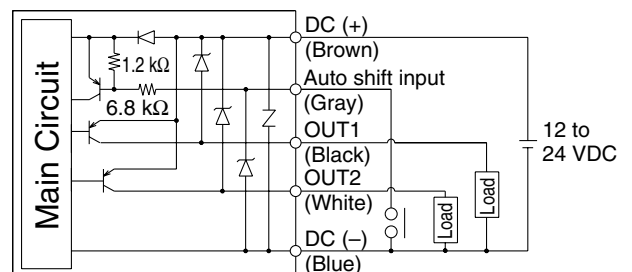 Main Circuit
1.2 kΩ
6.8 kΩ
DC (+)
(Brown)
Auto shift input
(Gray)
OUT1
(Black)
OUT2
(White)
DC (–)
(Blue)
Load
Load
12 to
24 VDC